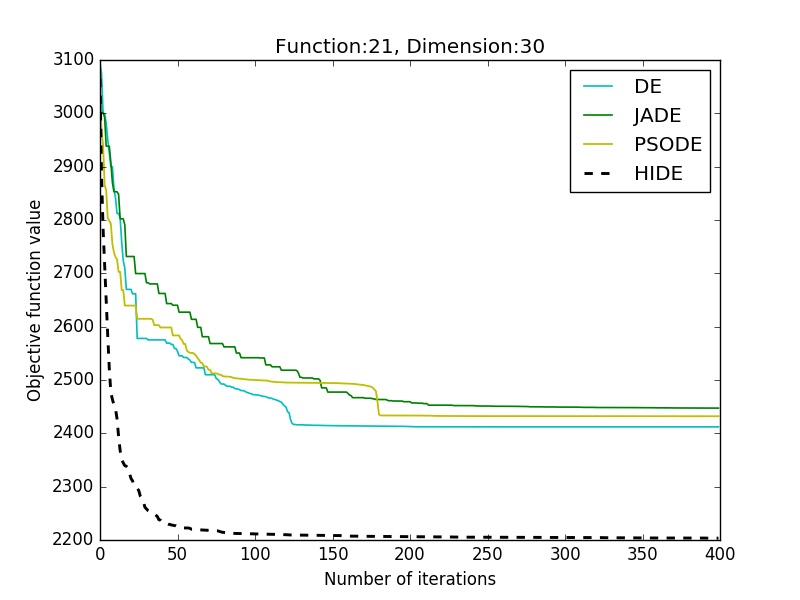 Function:21, Dimension:30
3100
3000
2900
2800
2700
2600
2500
2400
2300
2200
Objective function value
DE
JADE
PSODE
HIDE
0 50 100 150 200 250 300 350 400
Number of iterations